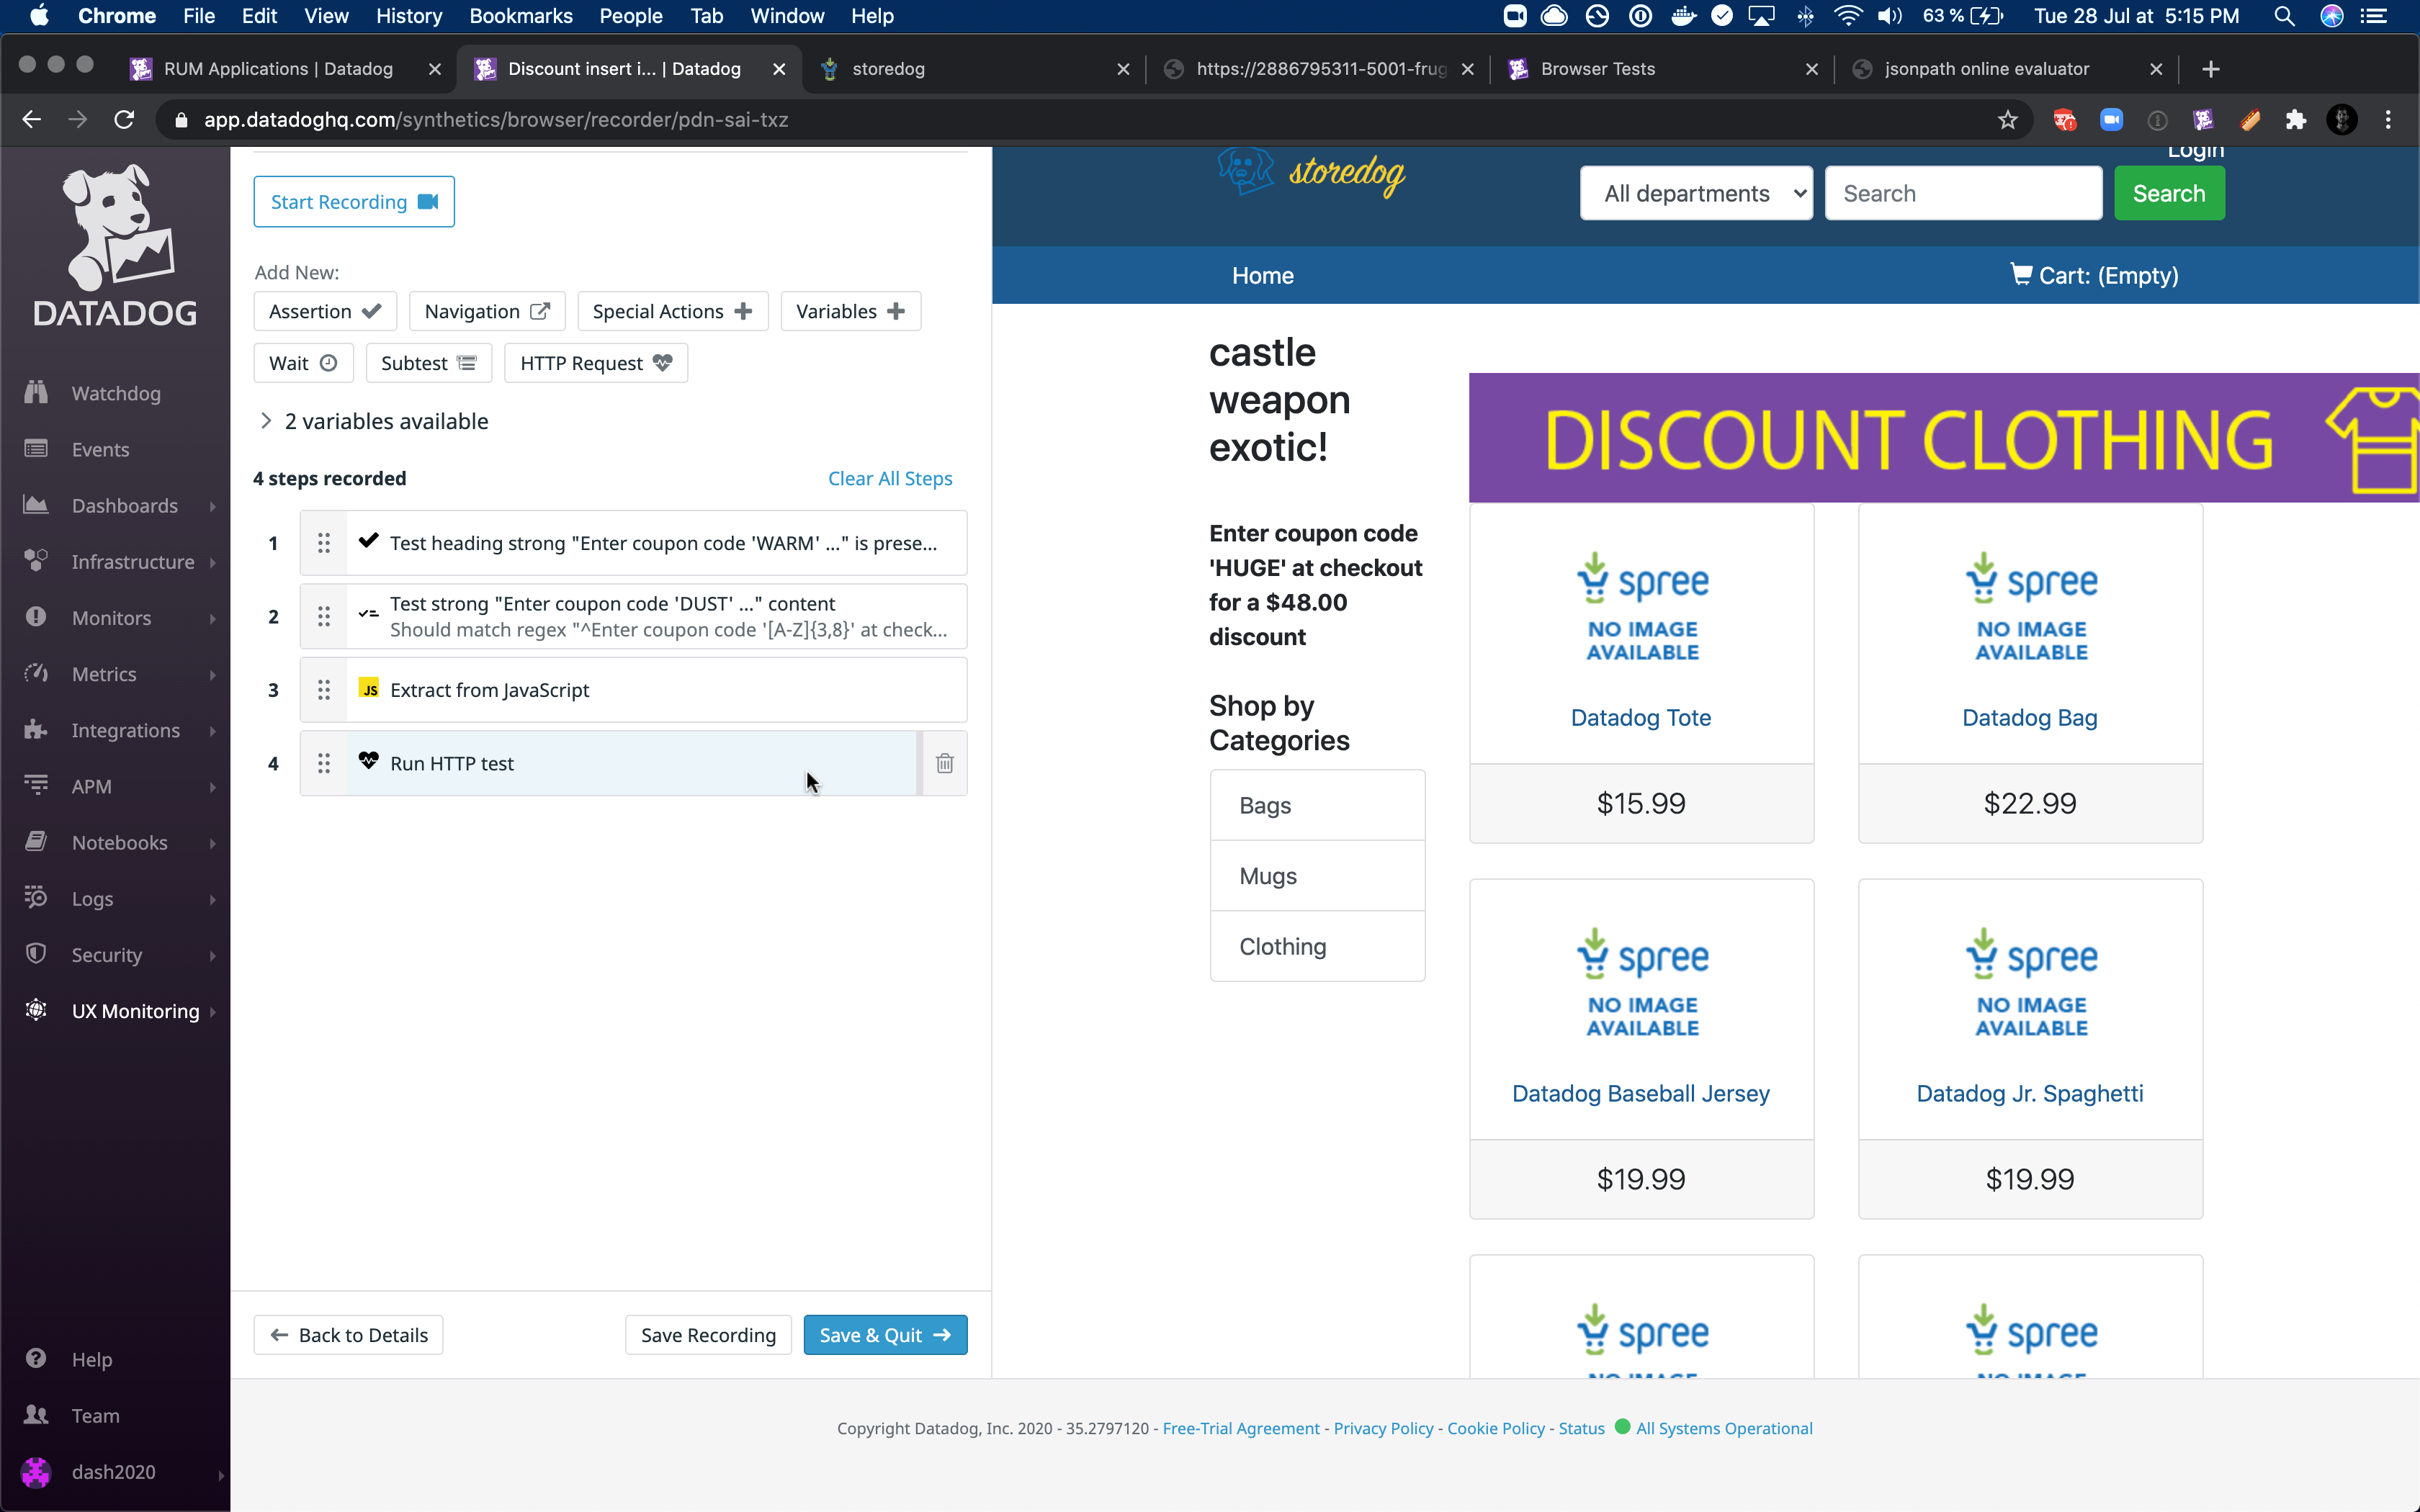 Chrome File Edit View History Bookmarks People Tab Window Help 63 % Tue 28 Jul at 5:15 PM
RUM Applications | Datadog Discount insert i... | Datadog storedog https://2886795311-5001-frug Browser Tests jsonpath online evaluator
app.datadoghq.com/synthetics/browser/recorder/pdn-sai-txz
DATADOG
Watchdog
Events
Dashboards
Infrastructure
Monitors
Metrics
Integrations
APM
Notebooks
Logs
Security
UX Monitoring
Help
Team
dash2020
Start Recording
Add New:
Assertion Navigation Special Actions Variables
Wait Subtest HTTP Request
2 variables available
4 steps recorded Clear All Steps
1 Test heading strong "Enter coupon code 'WARM' ..." is prese...
2 Test strong "Enter coupon code 'DUST' ..." content
Should match regex "^Enter coupon code '[A-Z]{3,8}' at check...
3 JS Extract from JavaScript
4 Run HTTP test
Back to Details Save Recording Save & Quit
Login
storedog All departments Search Search
Home Cart: (Empty)
castle
weapon
exotic!
Enter coupon code
'HUGE' at checkout
for a $48.00
discount
Shop by
Categories
Bags
Mugs
Clothing
DISCOUNT CLOTHING
spree spree
NO IMAGE NO IMAGE
AVAILABLE AVAILABLE
Datadog Tote Datadog Bag
$15.99 $22.99
spree spree
NO IMAGE NO IMAGE
AVAILABLE AVAILABLE
Datadog Baseball Jersey Datadog Jr. Spaghetti
$19.99 $19.99
spree spree
NO IMAGE NO IMAGE
Copyright Datadog, Inc. 2020 - 35.2797120 - Free-Trial Agreement - Privacy Policy - Cookie Policy - Status All Systems Operational